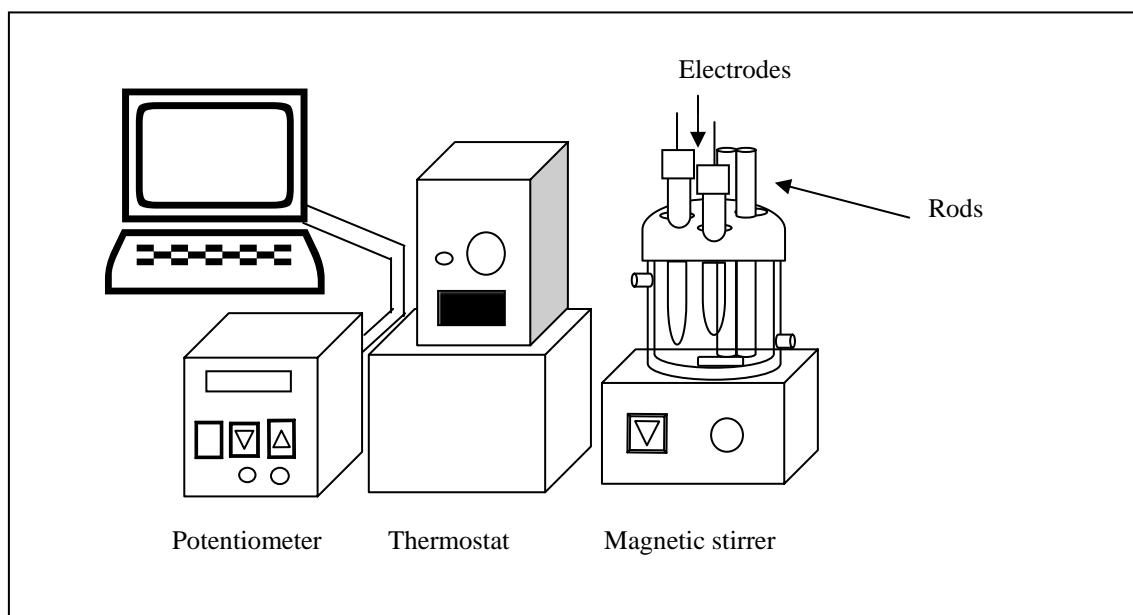 Electrodes
Rods
Potentiometer
Thermostat
Magnetic stirrer